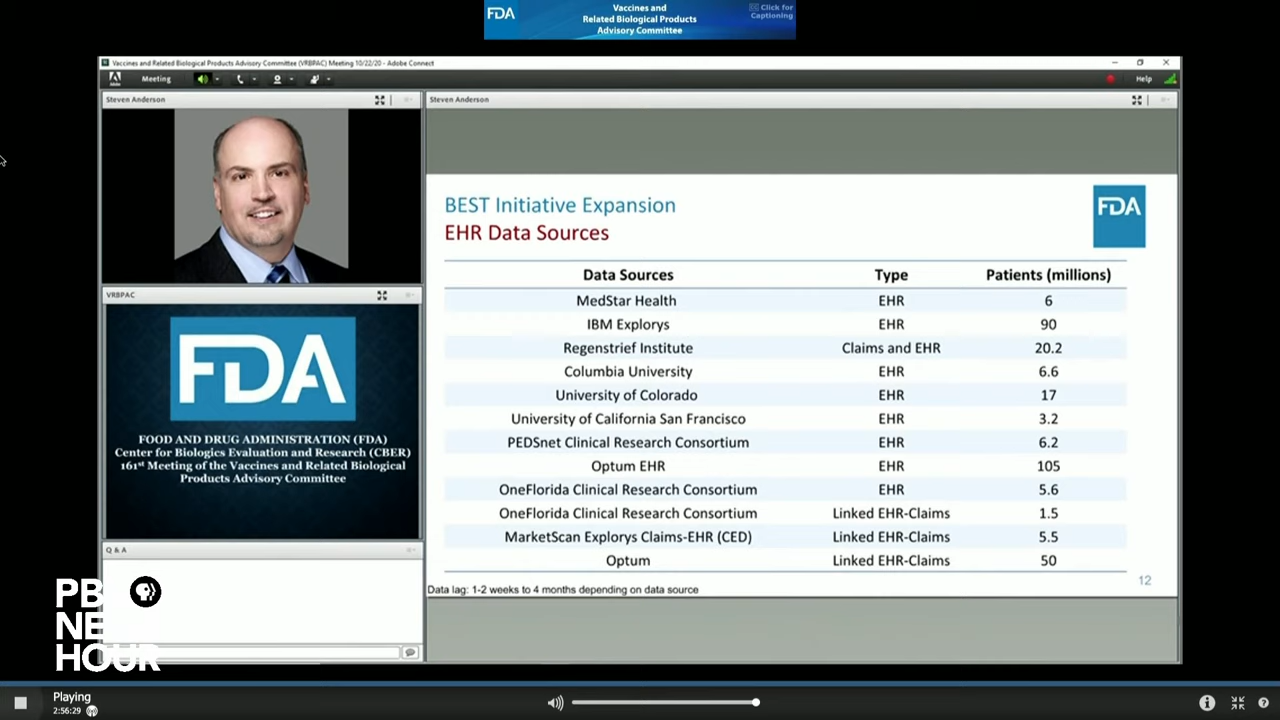 FDA
Vaccines and
Related Biological Products
Advisory Committee
CC Click for
Captioning
Vaccines and Related Biological Products Advisory Committee (VRBPAC) Meeting 10/22/20 - Adobe Connect
Meeting
Help
Steven Anderson
Steven Anderson
VRBPAC
FDA
FOOD AND DRUG ADMINISTRATION (FDA)
Center for Biologics Evaluation and Research (CBER)
161st Meeting of the Vaccines and Related Biological
Products Advisory Committee
Q & A
BEST Initiative Expansion
EHR Data Sources
FDA
Data Sources Type Patients (millions)
MedStar Health EHR 6
IBM Explorys EHR 90
Regenstrief Institute Claims and EHR 20.2
Columbia University EHR 6.6
University of Colorado EHR 17
University of California San Francisco EHR 3.2
PEDSnet Clinical Research Consortium EHR 6.2
Optum EHR EHR 105
OneFlorida Clinical Research Consortium EHR 5.6
OneFlorida Clinical Research Consortium Linked EHR-Claims 1.5
MarketScan Explorys Claims-EHR (CED) Linked EHR-Claims 5.5
Optum Linked EHR-Claims 50
12
Data lag: 1-2 weeks to 4 months depending on data source
HOUR
Playing
2:56:29